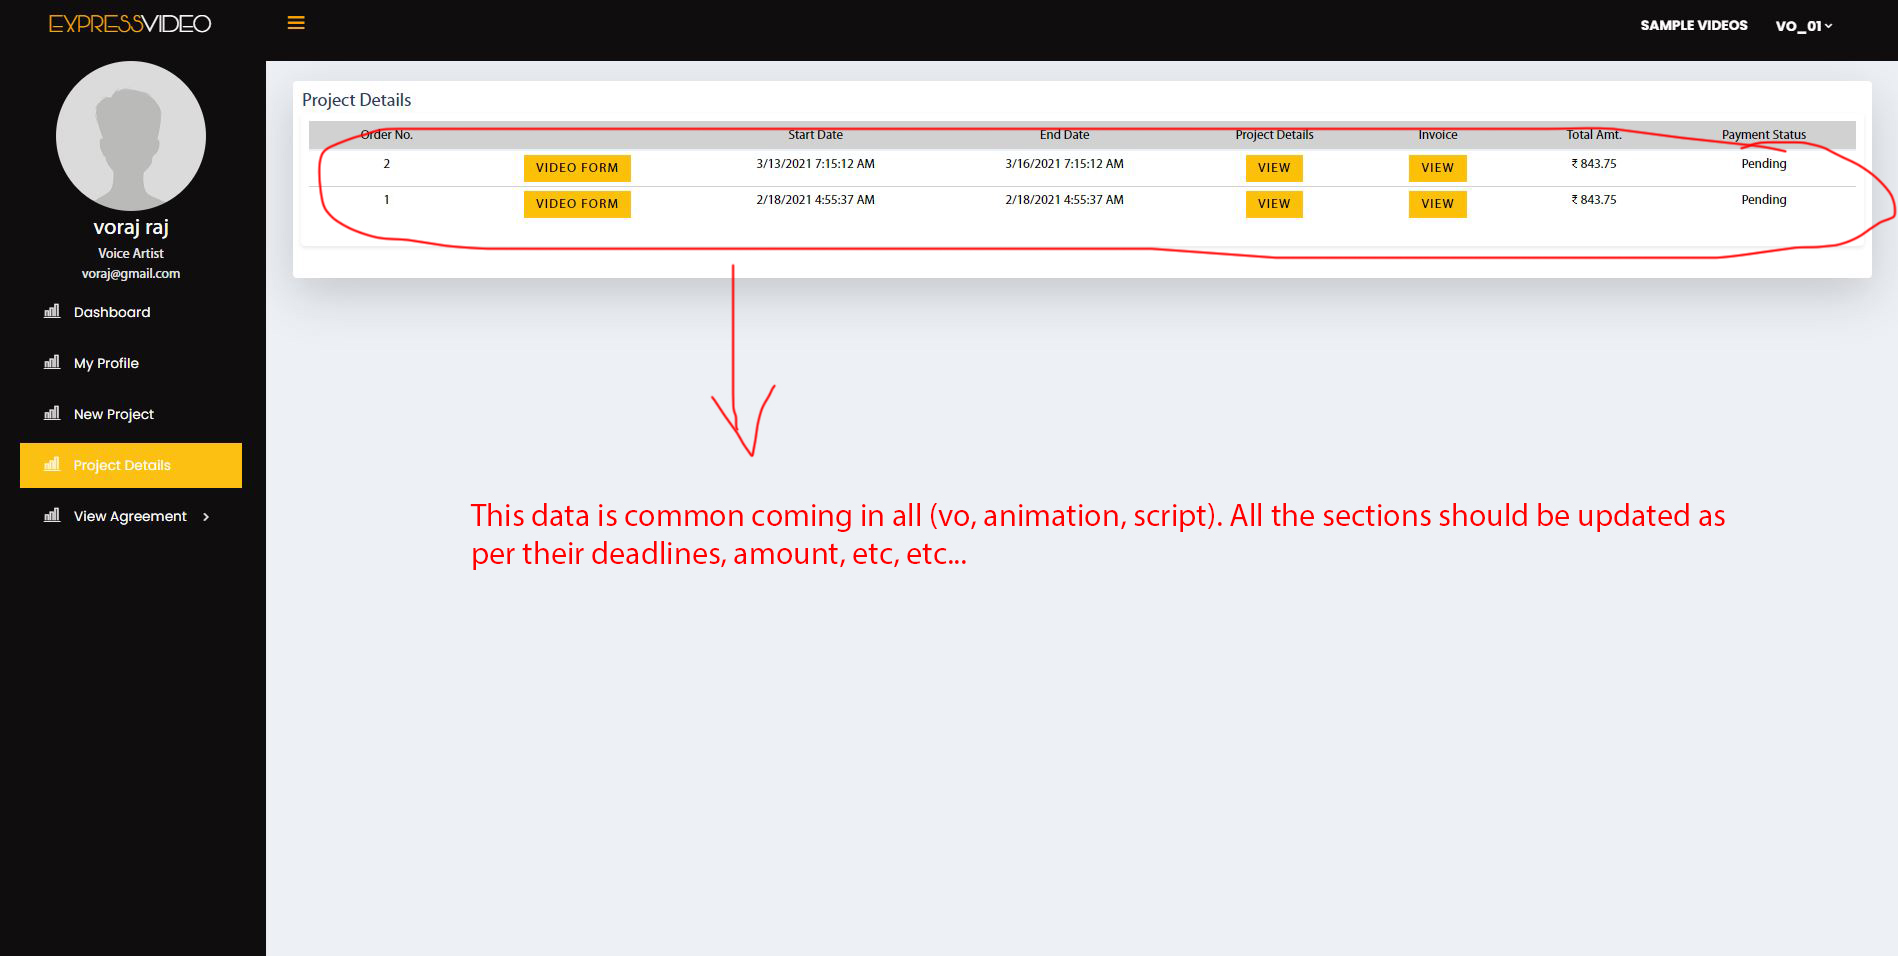 EXPRESSVIDEO
SAMPLE VIDEOS VO_01
voraj raj
Voice Artist
voraj@gmail.com
Dashboard
My Profile
New Project
Project Details
View Agreement
Project Details
Order No. Start Date End Date Project Details Invoice Total Amt. Payment Status
2 VIDEO FORM 3/13/2021 7:15:12 AM 3/16/2021 7:15:12 AM VIEW VIEW ₹ 843.75 Pending
1 VIDEO FORM 2/18/2021 4:55:37 AM 2/18/2021 4:55:37 AM VIEW VIEW ₹ 843.75 Pending
This data is common coming in all (vo, animation, script). All the sections should be updated as
per their deadlines, amount, etc, etc...